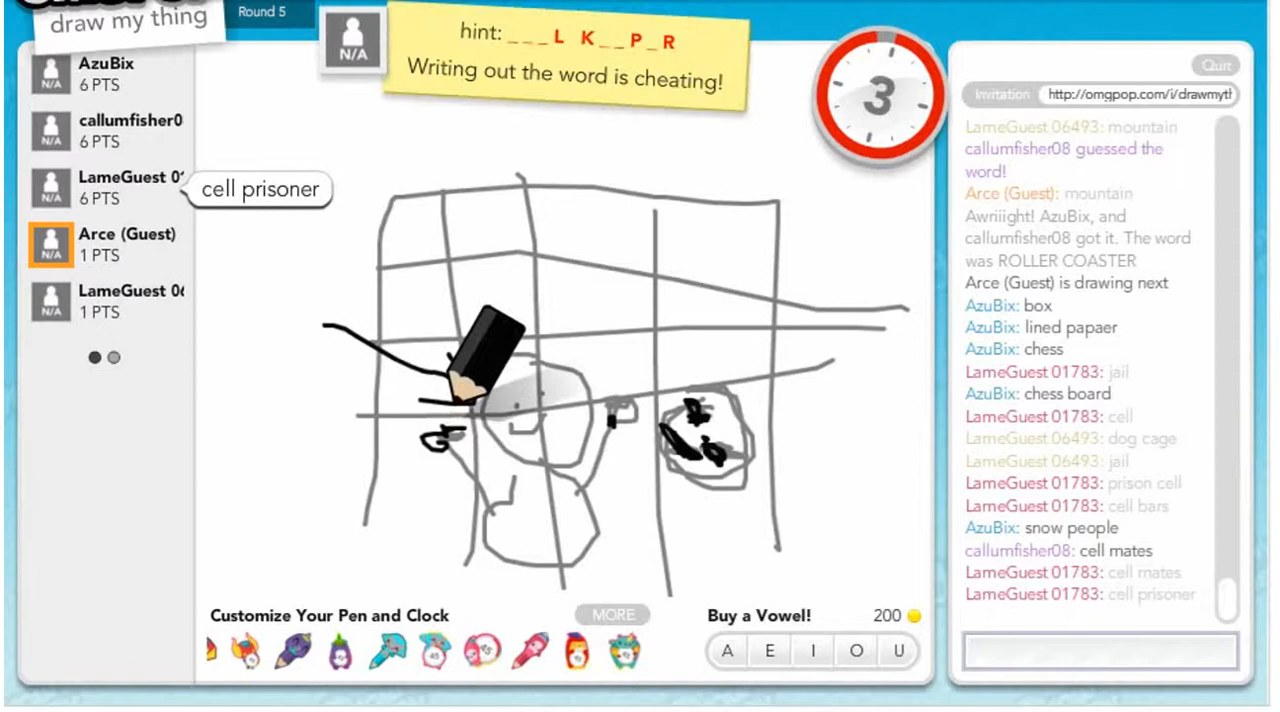 draw my thing
Round 5
N/A
hint: _ _ _ L K _ _ P _ R
Writing out the word is cheating!
3
N/A
AzuBix
6 PTS
N/A
callumfisher0
6 PTS
N/A
LameGuest 01
6 PTS
cell prisoner
N/A
Arce (Guest)
1 PTS
N/A
LameGuest 06
1 PTS
Customize Your Pen and Clock
MORE
Buy a Vowel!
200
A E I O U
Quit
Invitation http://omgpop.com/i/drawmyth
LameGuest 06493: mountain
callumfisher08 guessed the
word!
Arce (Guest): mountain
Awriiight! AzuBix, and
callumfisher08 got it. The word
was ROLLER COASTER
Arce (Guest) is drawing next
AzuBix: box
AzuBix: lined papaer
AzuBix: chess
LameGuest 01783: jail
AzuBix: chess board
LameGuest 01783: cell
LameGuest 06493: dog cage
LameGuest 06493: jail
LameGuest 01783: prison cell
LameGuest 01783: cell bars
AzuBix: snow people
callumfisher08: cell mates
LameGuest 01783: cell mates
LameGuest 01783: cell prisoner